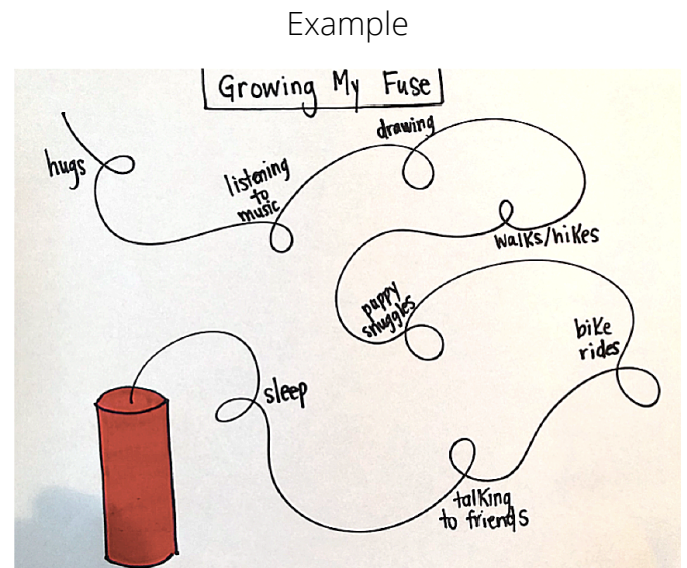 Example
Growing My Fuse
hugs
listening
to
music
drawing
walks/hikes
puppy
snuggles
bike
rides
sleep
talking
to friends